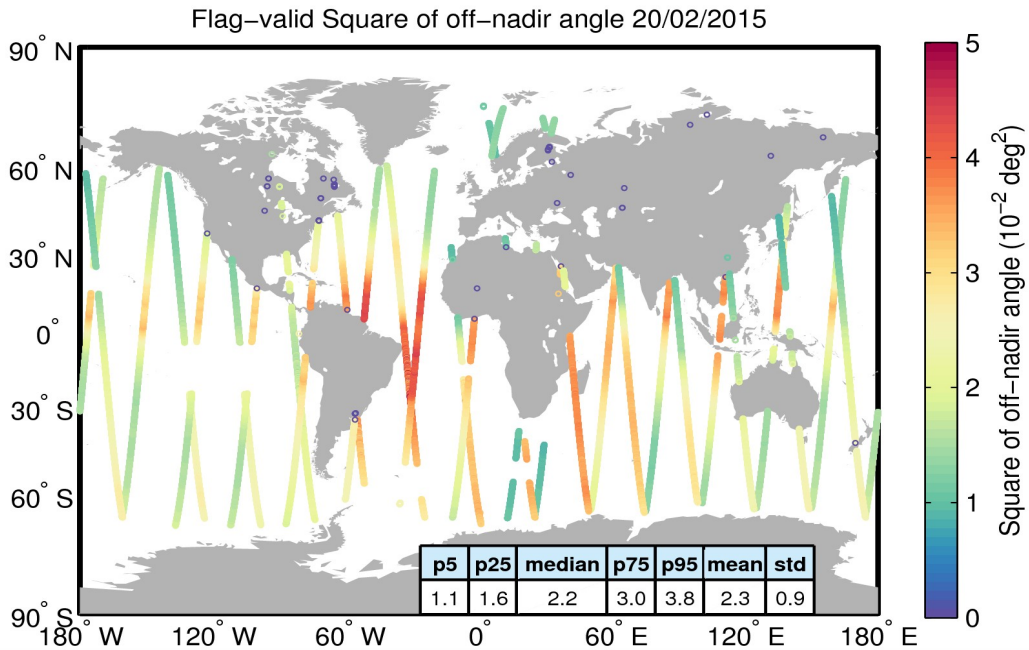 Flag−valid Square of off−nadir angle 20/02/2015
90° N
60° N
30° N
0°
30° S
60° S
90° S
180° W
120° W
60° W
0°
60° E
120° E
180° E
p5 p25 median p75 p95 mean std
1.1 1.6 2.2 3.0 3.8 2.3 0.9
5
4
3
2
1
0
Square of off−nadir angle (10⁻² deg²)